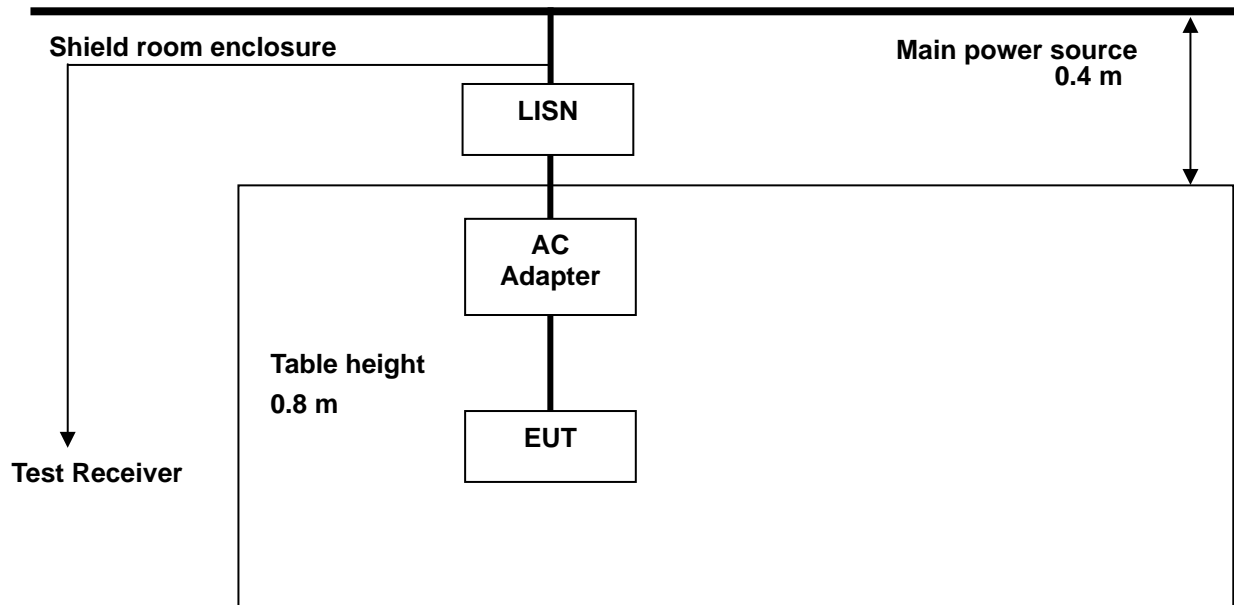 Shield room enclosure
Main power source
0.4 m
LISN
AC
Adapter
Table height
0.8 m
EUT
Test Receiver